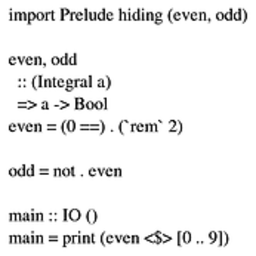 import Prelude hiding (even, odd)
even, odd
:: (Integral a)
=> a -> Bool
even = (0 ==) . (`rem` 2)
odd = not . even
main :: IO ()
main = print (even <$> [0 .. 9])